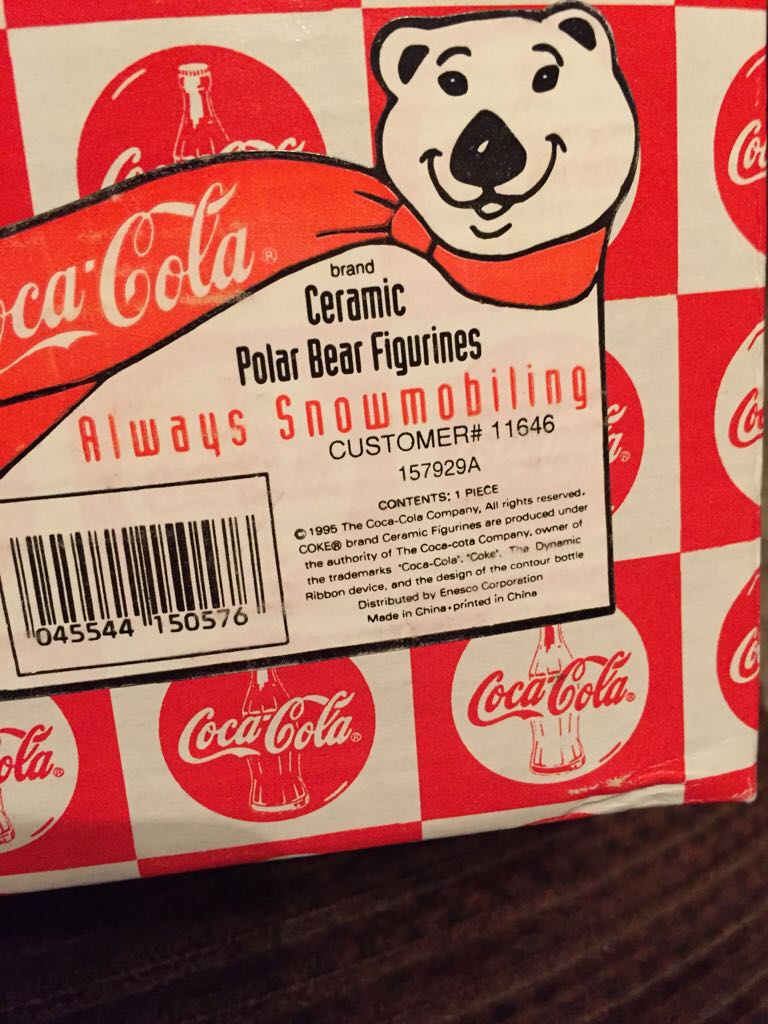 Coca-Cola®
brand
Ceramic
Polar Bear Figurines
Always Snowmobiling
CUSTOMER# 11646
157929A
CONTENTS: 1 PIECE
© 1995 The Coca-Cola Company, All rights reserved.
COKE® brand Ceramic Figurines are produced under
the authority of The Coca-cota Company, owner of
the trademarks "Coca-Cola", "Coke", The Dynamic
Ribbon device, and the design of the contour bottle
Distributed by Enesco Corporation
Made in China • printed in China
045544 150576
Coca-Cola®
Coca-Cola®